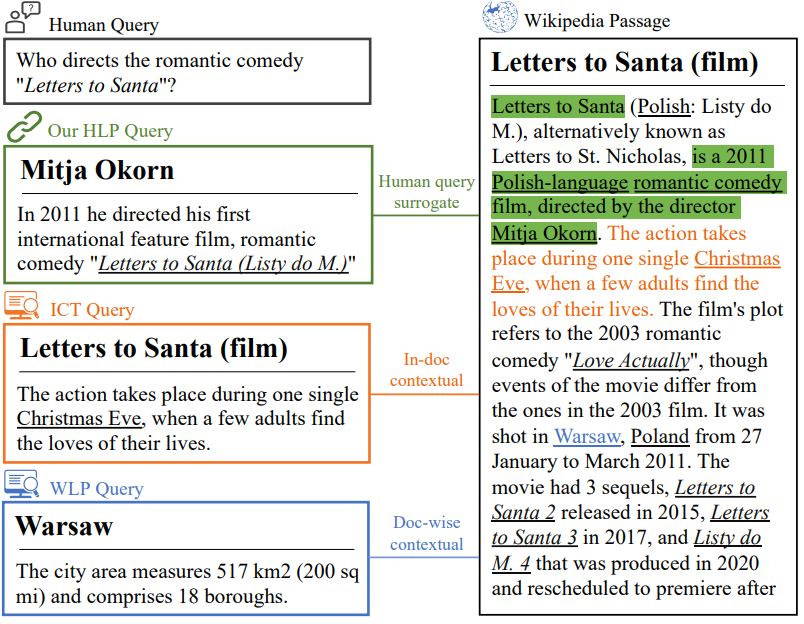 Human Query
Who directs the romantic comedy
"Letters to Santa"?
Our HLP Query
Mitja Okorn
In 2011 he directed his first
international feature film, romantic
comedy "Letters to Santa (Listy do M.)"
Human query
surrogate
ICT Query
Letters to Santa (film)
The action takes place during one single
Christmas Eve, when a few adults find
the loves of their lives.
In-doc
contextual
WLP Query
Warsaw
The city area measures 517 km2 (200 sq
mi) and comprises 18 boroughs.
Doc-wise
contextual
Wikipedia Passage
Letters to Santa (film)
Letters to Santa (Polish: Listy do
M.), alternatively known as
Letters to St. Nicholas, is a 2011
Polish-language romantic comedy
film, directed by the director
Mitja Okorn. The action takes
place during one single Christmas
Eve, when a few adults find the
loves of their lives. The film's plot
refers to the 2003 romantic
comedy "Love Actually", though
events of the movie differ from
the ones in the 2003 film. It was
shot in Warsaw, Poland from 27
January to March 2011. The
movie had 3 sequels, Letters to
Santa 2 released in 2015, Letters
to Santa 3 in 2017, and Listy do
M. 4 that was produced in 2020
and rescheduled to premiere after